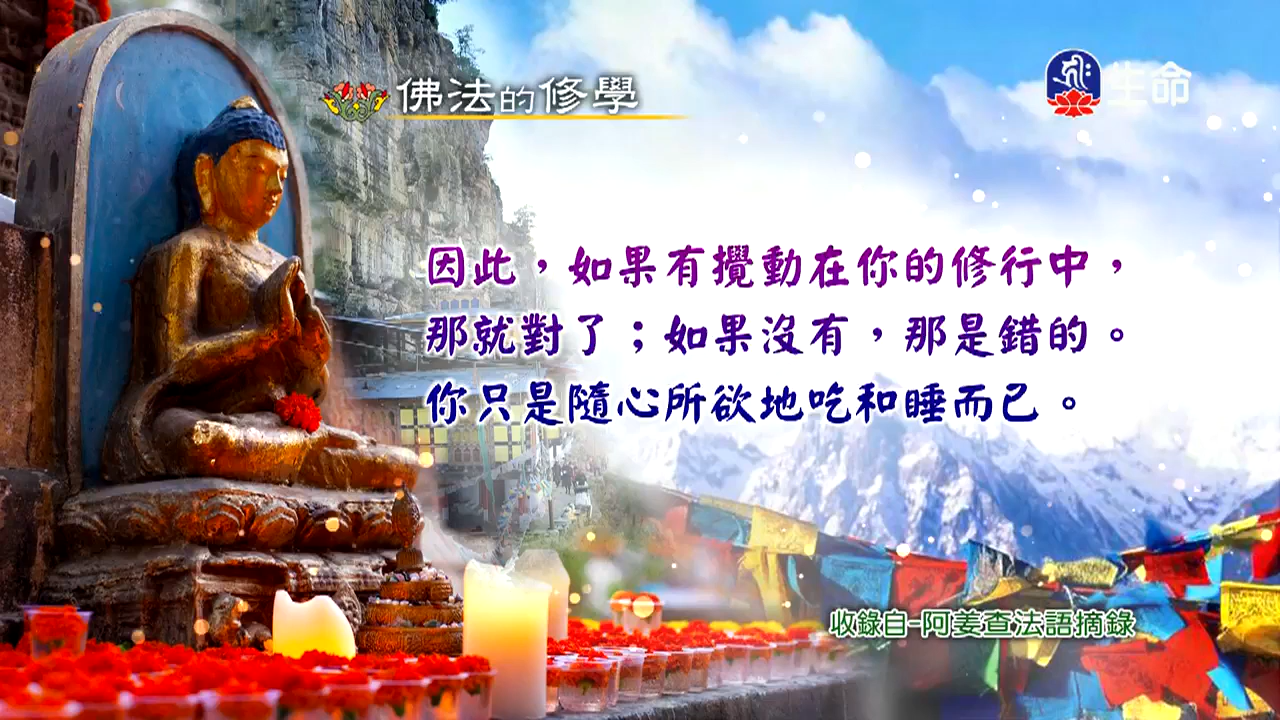 佛法的修學
生命
因此，如果有攪動在你的修行中，
那就對了；如果沒有，那是錯的。
你只是隨心所欲地吃和睡而已。
收錄自-阿姜查法語摘錄